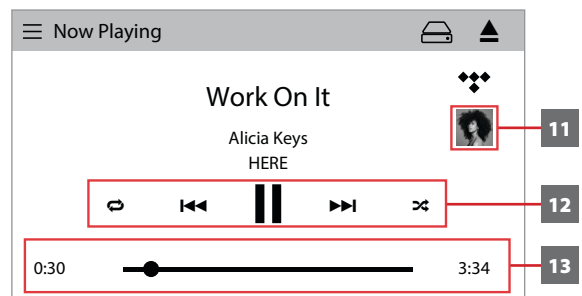 Now Playing
Work On It
Alicia Keys
HERE
11
12
0:30 3:34
13